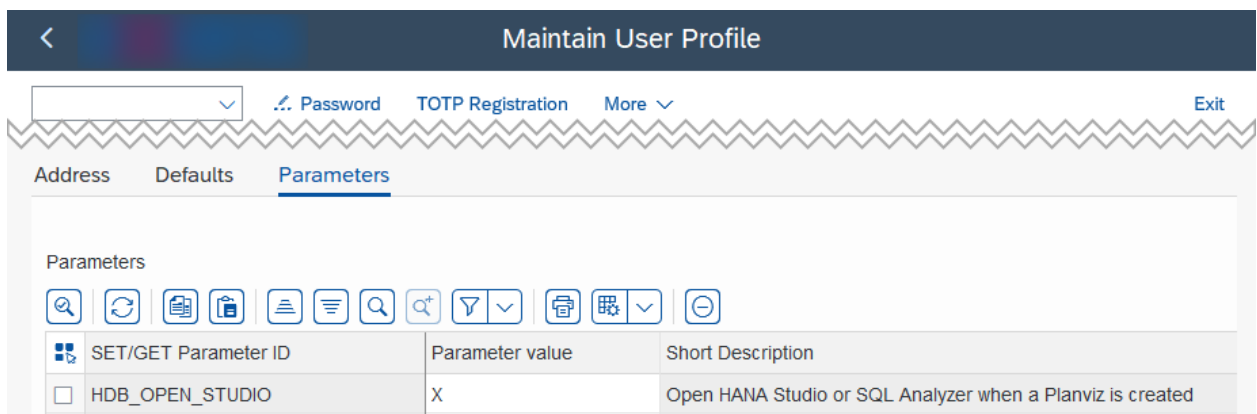 Maintain User Profile
Password TOTP Registration More Exit
Address Defaults Parameters
Parameters
SET/GET Parameter ID Parameter value Short Description
HDB_OPEN_STUDIO X Open HANA Studio or SQL Analyzer when a Planviz is created